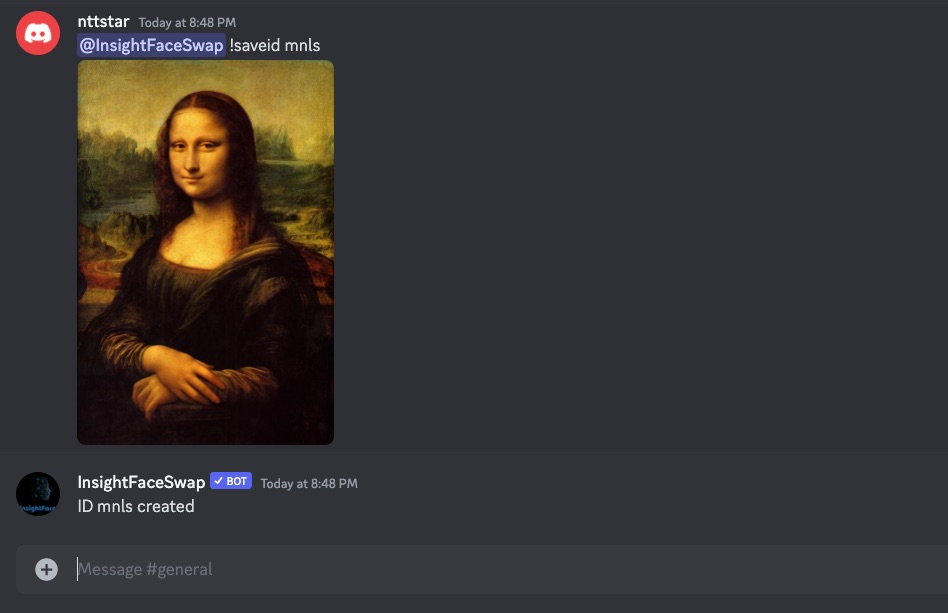 nttstar Today at 8:48 PM
@InsightFaceSwap !saveid mnls
InsightFaceSwap BOT Today at 8:48 PM
ID mnls created
Message #general